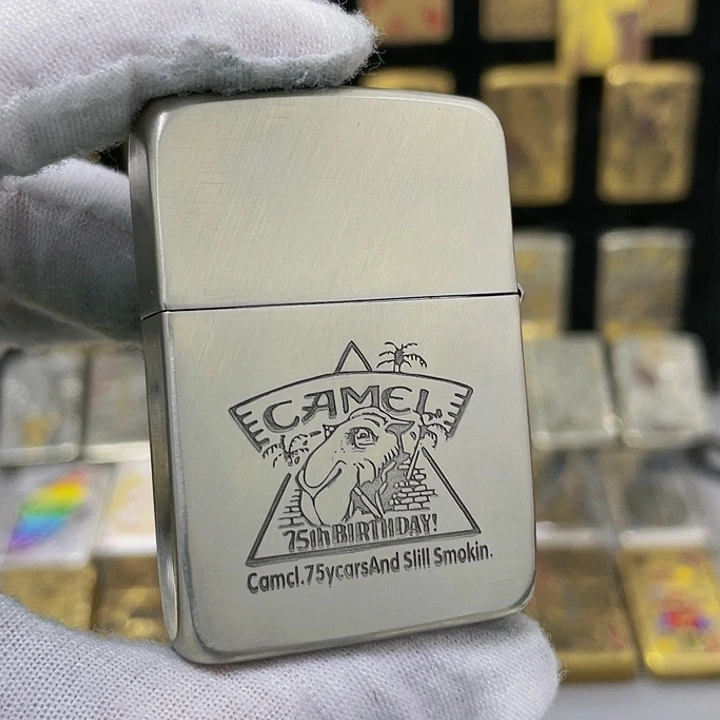 CAMEL
75th BIRTHDAY!
Camcl.75ycarsAnd Slill Smokin.